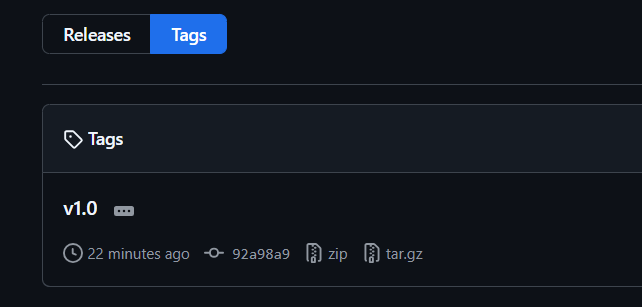 Releases Tags
Tags
v1.0
22 minutes ago 92a98a9 zip tar.gz